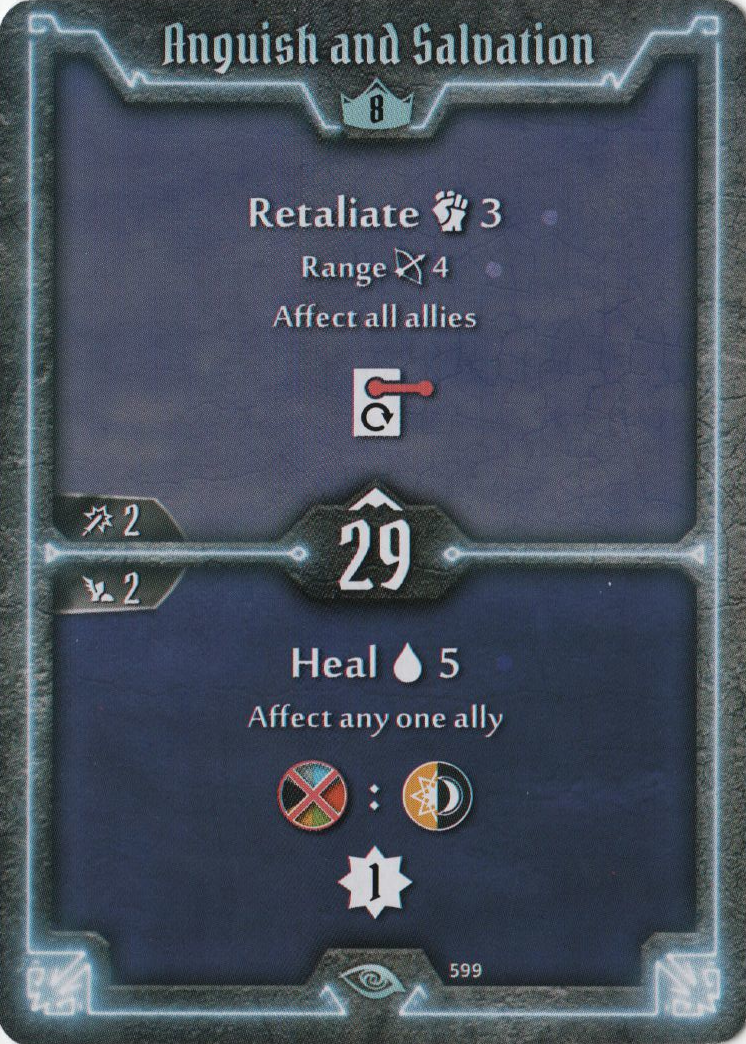 Anguish and Salvation
8
Retaliate 3
Range 4
Affect all allies
2
29
2
Heal 5
Affect any one ally
:
1
599